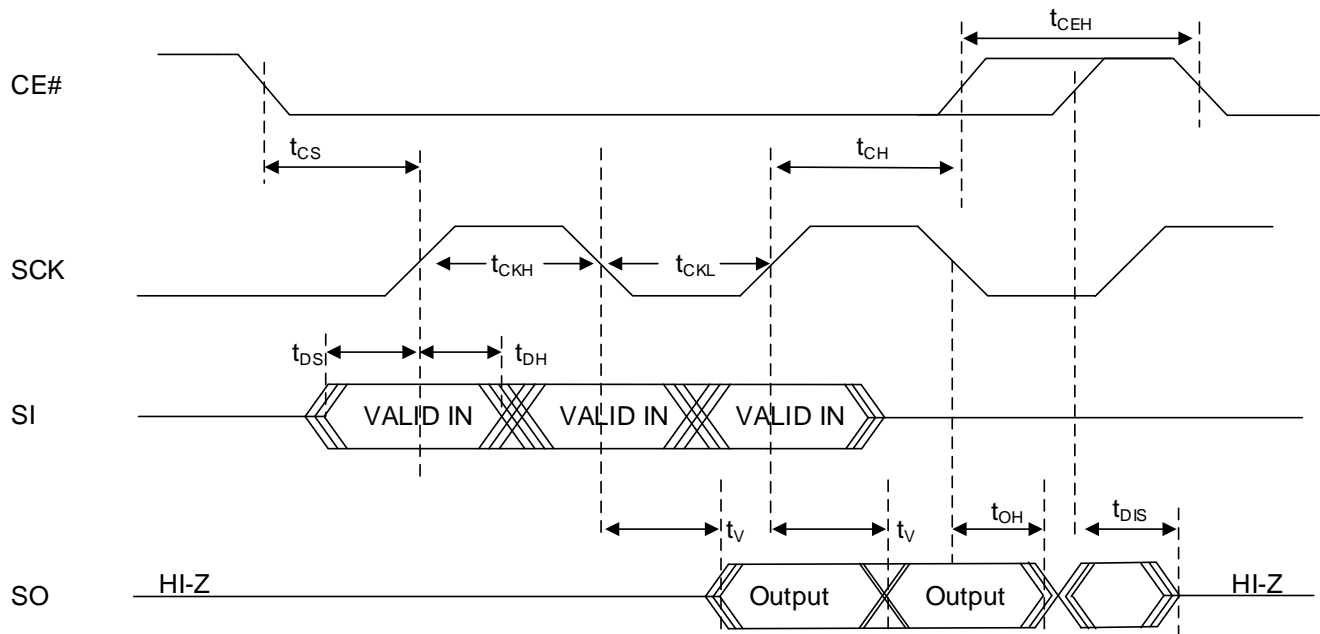 tCEH
CE#
tCS
tCH
SCK
tCKH
tCKL
tDS
tDH
SI
VALID IN
VALID IN
VALID IN
tV
tV
tOH
tDIS
SO
HI-Z
Output
Output
HI-Z